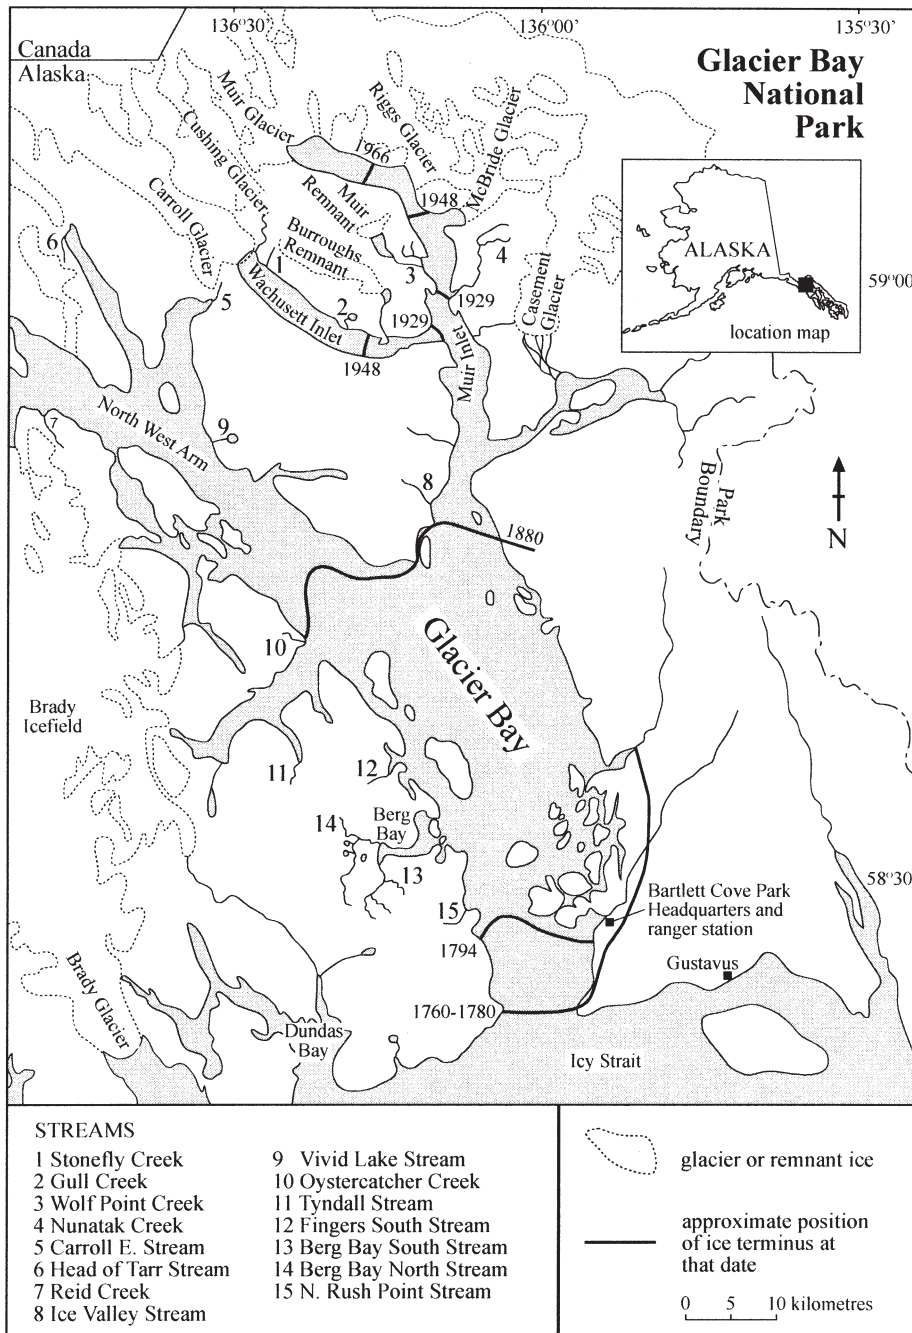 136°30'
136°00'
135°30'
Canada
Alaska
Glacier Bay
National
Park
Muir Glacier
Riggs Glacier
McBride Glacier
Cushing Glacier
Carroll Glacier
1966
Muir
Remnant
1948
Burroughs
Remnant
6
1
3
4
5
2
Wachusett Inlet
1929
1929
1948
Muir Inlet
Casement
Glacier
ALASKA
location map
59°00'
North West Arm
7
9
8
1880
Park
Boundary
N
10
Glacier Bay
Brady
Icefield
11
12
14
Berg
Bay
13
15
58°30'
Bartlett Cove Park
Headquarters and
ranger station
1794
Gustavus
Brady Glacier
1760-1780
Dundas
Bay
Icy Strait
STREAMS
1 Stonefly Creek
2 Gull Creek
3 Wolf Point Creek
4 Nunatak Creek
5 Carroll E. Stream
6 Head of Tarr Stream
7 Reid Creek
8 Ice Valley Stream
9 Vivid Lake Stream
10 Oystercatcher Creek
11 Tyndall Stream
12 Fingers South Stream
13 Berg Bay South Stream
14 Berg Bay North Stream
15 N. Rush Point Stream
glacier or remnant ice
approximate position
of ice terminus at
that date
0 5 10 kilometres